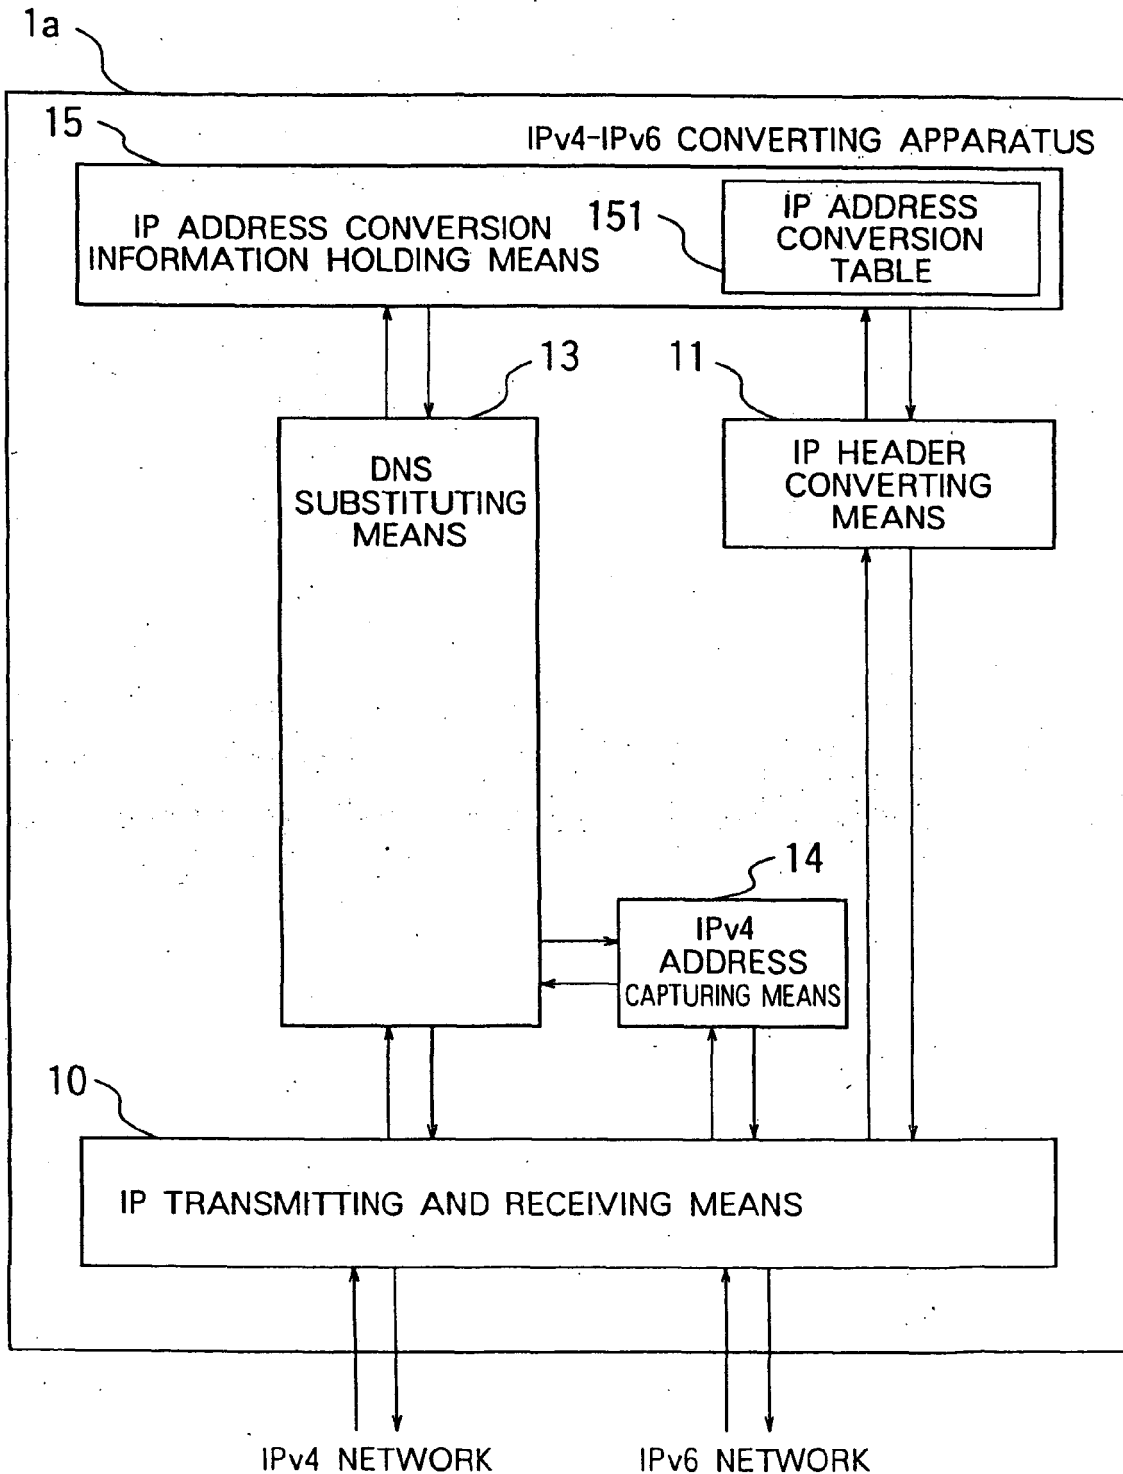 1a
15
IPv4-IPv6 CONVERTING APPARATUS
IP ADDRESS CONVERSION
INFORMATION HOLDING MEANS
151
IP ADDRESS
CONVERSION
TABLE
13
11
DNS
SUBSTITUTING
MEANS
IP HEADER
CONVERTING
MEANS
14
IPv4
ADDRESS
CAPTURING MEANS
10
IP TRANSMITTING AND RECEIVING MEANS
IPv4 NETWORK
IPv6 NETWORK